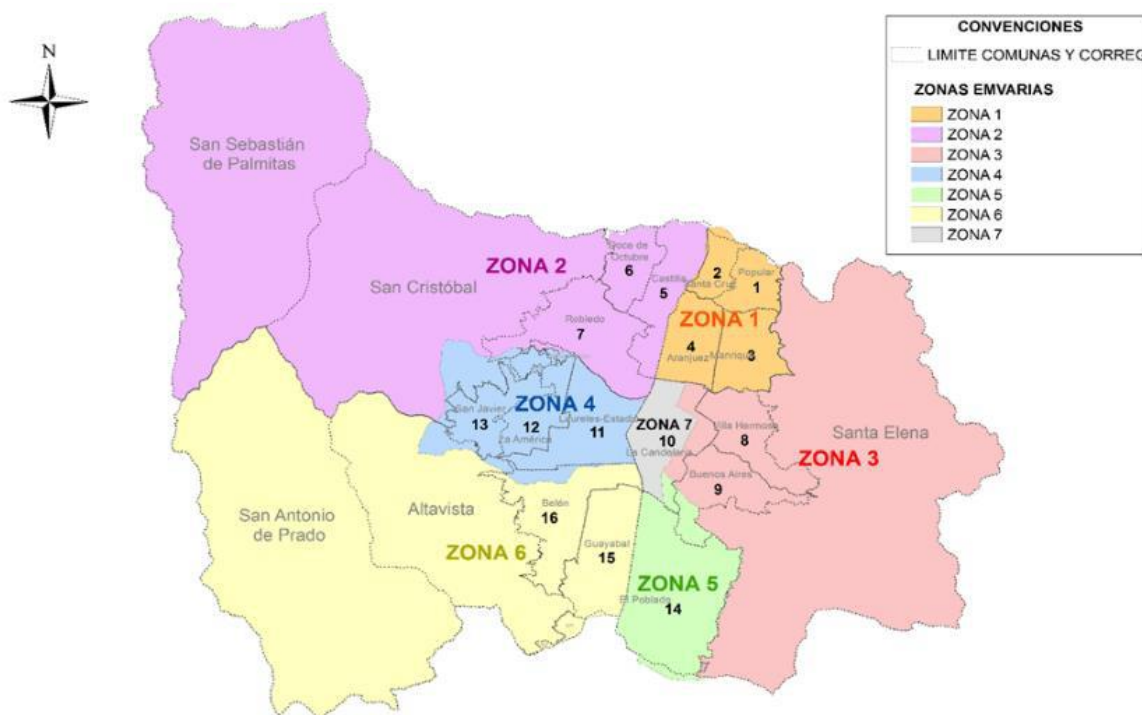 CONVENCIONES
LIMITE COMUNAS Y CORREG
ZONAS EMVARIAS
ZONA 1
ZONA 2
ZONA 3
ZONA 4
ZONA 5
ZONA 6
ZONA 7
N
San Sebastián
de Palmitas
San Cristóbal
ZONA 2
Doce de
Octubre
6
Castilla
5
Robledo
7
2
Santa Cruz
Popular
1
ZONA 1
4
Aranjuez
Manrique
3
San Javier
13
ZONA 4
12
La América
Laureles-Estadio
11
ZONA 7
10
La Candelaria
Villa Hermosa
8
Buenos Aires
9
Santa Elena
ZONA 3
San Antonio
de Prado
Altavista
ZONA 6
Belén
16
Guayabal
15
ZONA 5
El Poblado
14